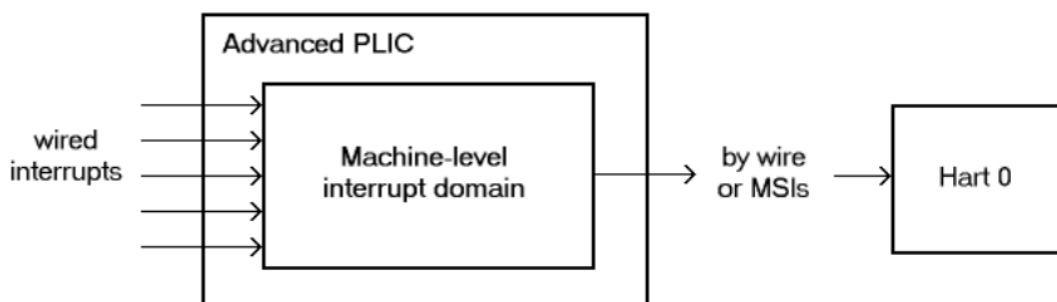 Advanced PLIC
wired
interrupts
Machine-level
interrupt domain
by wire
or MSIs
Hart 0